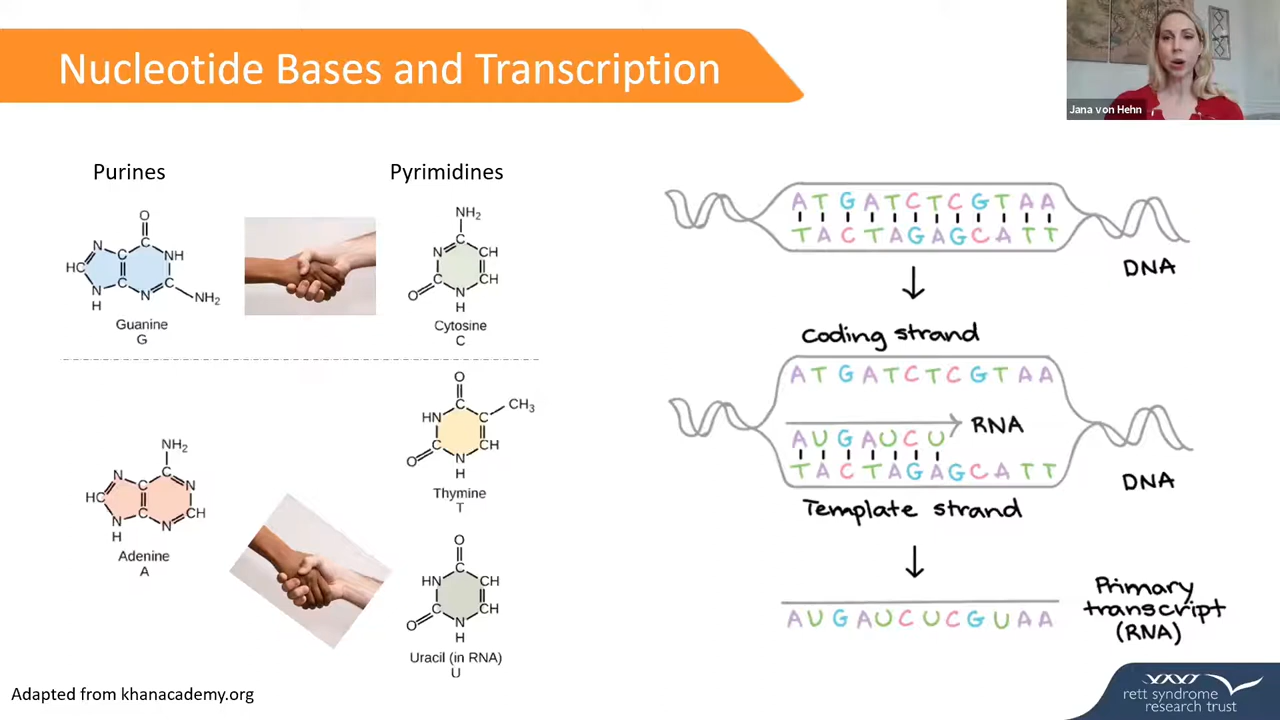 Nucleotide Bases and Transcription
Jana von Hehn
Purines
Pyrimidines
O
N
C
C
NH
HC
C
C
N
H
N
NH2
Guanine
G
NH2
C
N
CH
C
CH
O
N
H
Cytosine
C
NH2
C
N
C
N
HC
C
CH
N
H
N
Adenine
A
O
C
CH3
HN
C
C
CH
O
N
H
Thymine
T
O
C
HN
CH
C
CH
O
N
H
Uracil (in RNA)
U
A T G A T C T C G T A A
T A C T A G A G C A T T
DNA
Coding strand
A T G A T C T C G T A A
RNA
A U G A U C U
T A C T A G A G C A T T
DNA
Template strand
A U G A U C U C G U A A
Primary
transcript
(RNA)
Adapted from khanacademy.org
rett syndrome
research trust